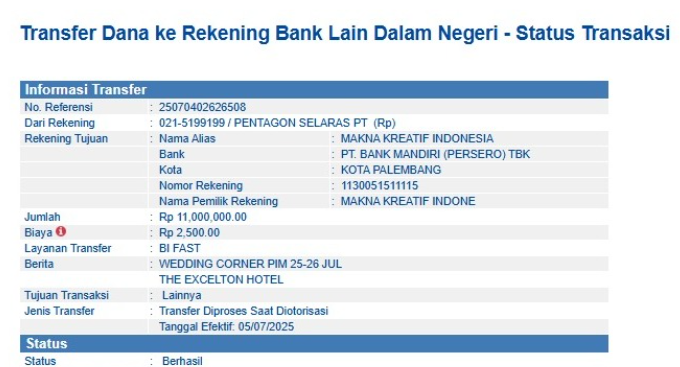 Transfer Dana ke Rekening Bank Lain Dalam Negeri - Status Transaksi
Informasi Transfer
No. Referensi : 25070402626508
Dari Rekening : 021-5199199 / PENTAGON SELARAS PT (Rp)
Rekening Tujuan : Nama Alias : MAKNA KREATIF INDONESIA
Bank : PT. BANK MANDIRI (PERSERO) TBK
Kota : KOTA PALEMBANG
Nomor Rekening : 1130051511115
Nama Pemilik Rekening : MAKNA KREATIF INDONE
Jumlah : Rp 11,000,000.00
Biaya : Rp 2,500.00
Layanan Transfer : BI FAST
Berita : WEDDING CORNER PIM 25-26 JUL
THE EXCELTON HOTEL
Tujuan Transaksi : Lainnya
Jenis Transfer : Transfer Diproses Saat Diotorisasi
Tanggal Efektif: 05/07/2025
Status
Status : Berhasil